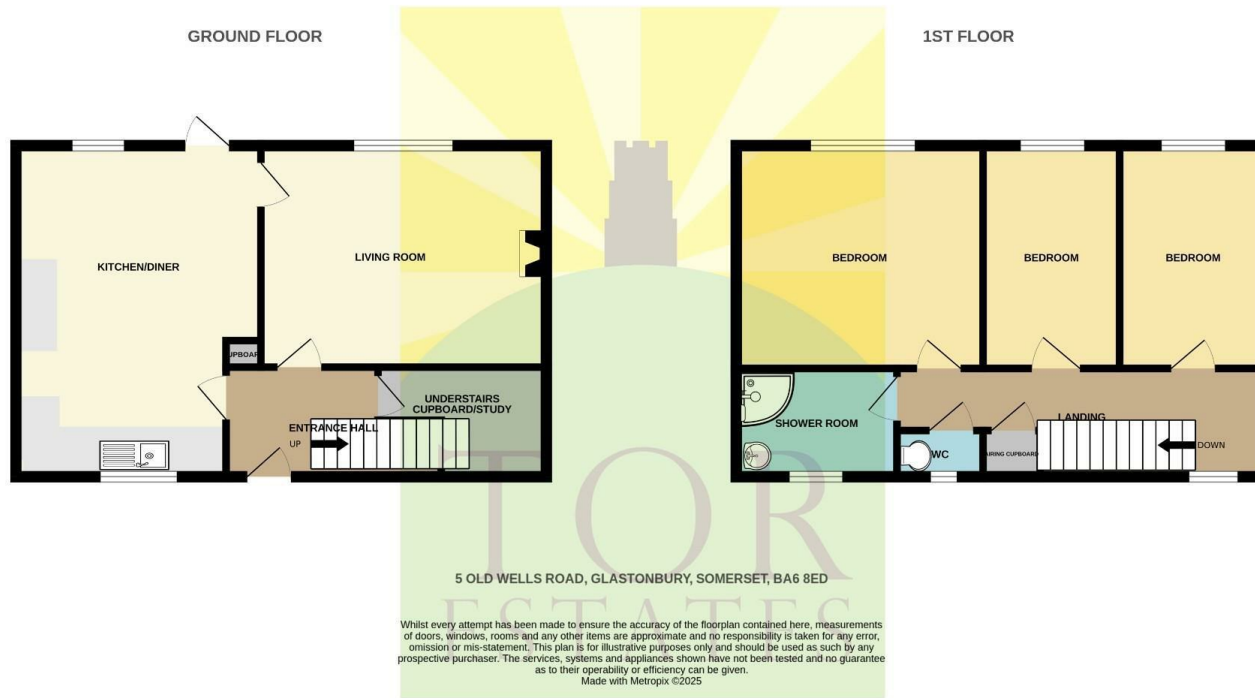 GROUND FLOOR
1ST FLOOR
KITCHEN/DINER
LIVING ROOM
UPBOAR
UNDERSTAIRS
CUPBOARD/STUDY
ENTRANCE HALL
UP
BEDROOM
BEDROOM
BEDROOM
SHOWER ROOM
WC
AIRING CUPBOARD
LANDING
DOWN
TOR
ESTATES
5 OLD WELLS ROAD, GLASTONBURY, SOMERSET, BA6 8ED
Whilst every attempt has been made to ensure the accuracy of the floorplan contained here, measurements
of doors, windows, rooms and any other items are approximate and no responsibility is taken for any error,
omission or mis-statement. This plan is for illustrative purposes only and should be used as such by any
prospective purchaser. The services, systems and appliances shown have not been tested and no guarantee
as to their operability or efficiency can be given.
Made with Metropix ©2025